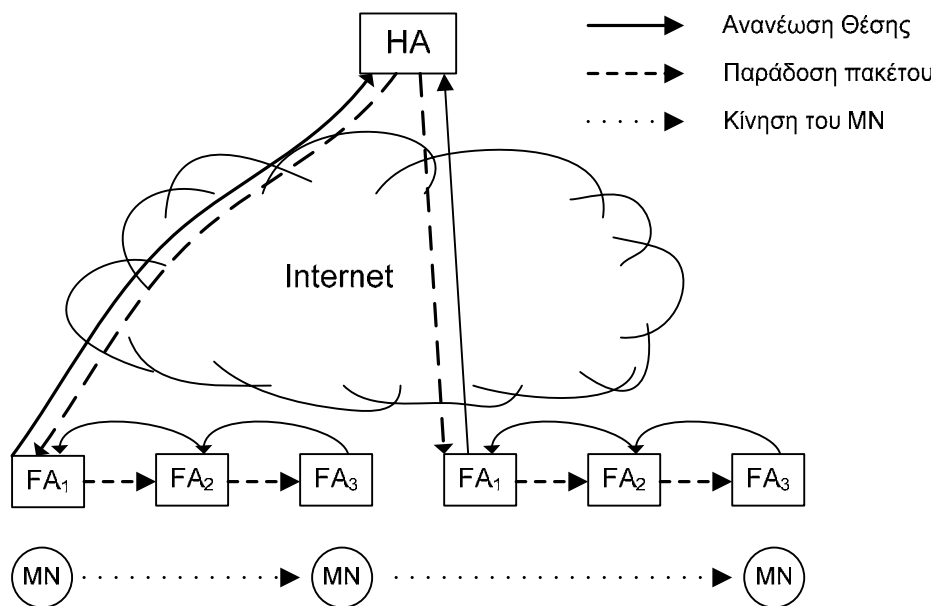 HA
Ανανέωση Θέσης
Παράδοση πακέτου
Κίνηση του MN
Internet
FA₁
FA₂
FA₃
FA₁
FA₂
FA₃
MN
MN
MN